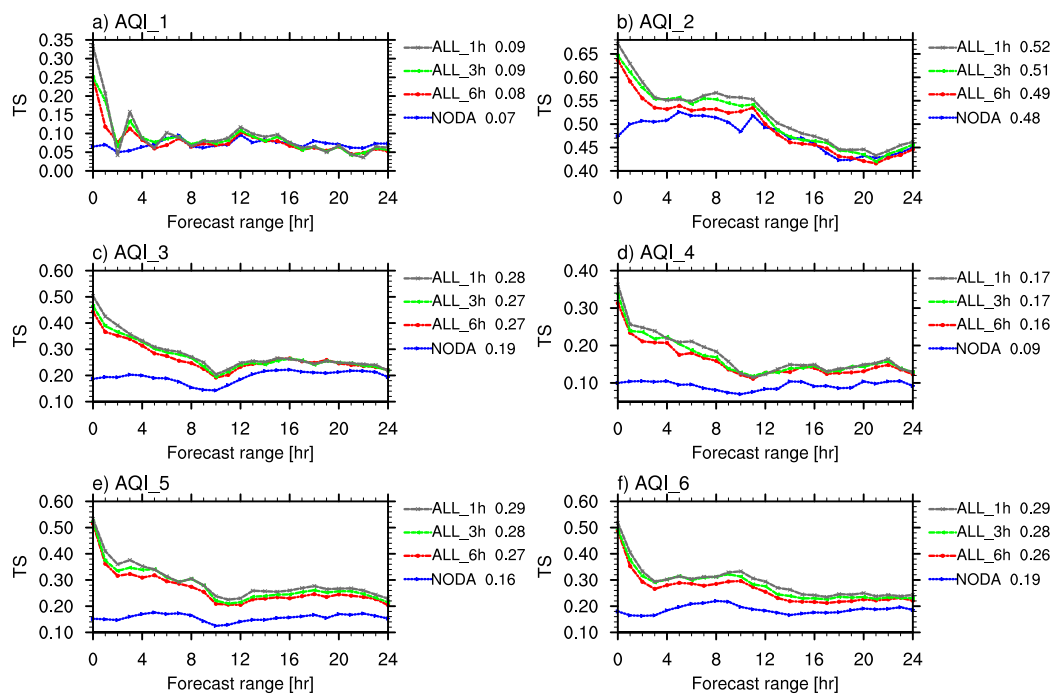 a) AQI_1
TS
0.35
0.30
0.25
0.20
0.15
0.10
0.05
0.00
0 4 8 12 16 20 24
Forecast range [hr]
ALL_1h 0.09
ALL_3h 0.09
ALL_6h 0.08
NODA 0.07
b) AQI_2
TS
0.65
0.60
0.55
0.50
0.45
0.40
0 4 8 12 16 20 24
Forecast range [hr]
ALL_1h 0.52
ALL_3h 0.51
ALL_6h 0.49
NODA 0.48
c) AQI_3
TS
0.60
0.50
0.40
0.30
0.20
0.10
0 4 8 12 16 20 24
Forecast range [hr]
ALL_1h 0.28
ALL_3h 0.27
ALL_6h 0.27
NODA 0.19
d) AQI_4
TS
0.40
0.30
0.20
0.10
0 4 8 12 16 20 24
Forecast range [hr]
ALL_1h 0.17
ALL_3h 0.17
ALL_6h 0.16
NODA 0.09
e) AQI_5
TS
0.60
0.50
0.40
0.30
0.20
0.10
0 4 8 12 16 20 24
Forecast range [hr]
ALL_1h 0.29
ALL_3h 0.28
ALL_6h 0.27
NODA 0.16
f) AQI_6
TS
0.60
0.50
0.40
0.30
0.20
0.10
0 4 8 12 16 20 24
Forecast range [hr]
ALL_1h 0.29
ALL_3h 0.28
ALL_6h 0.26
NODA 0.19